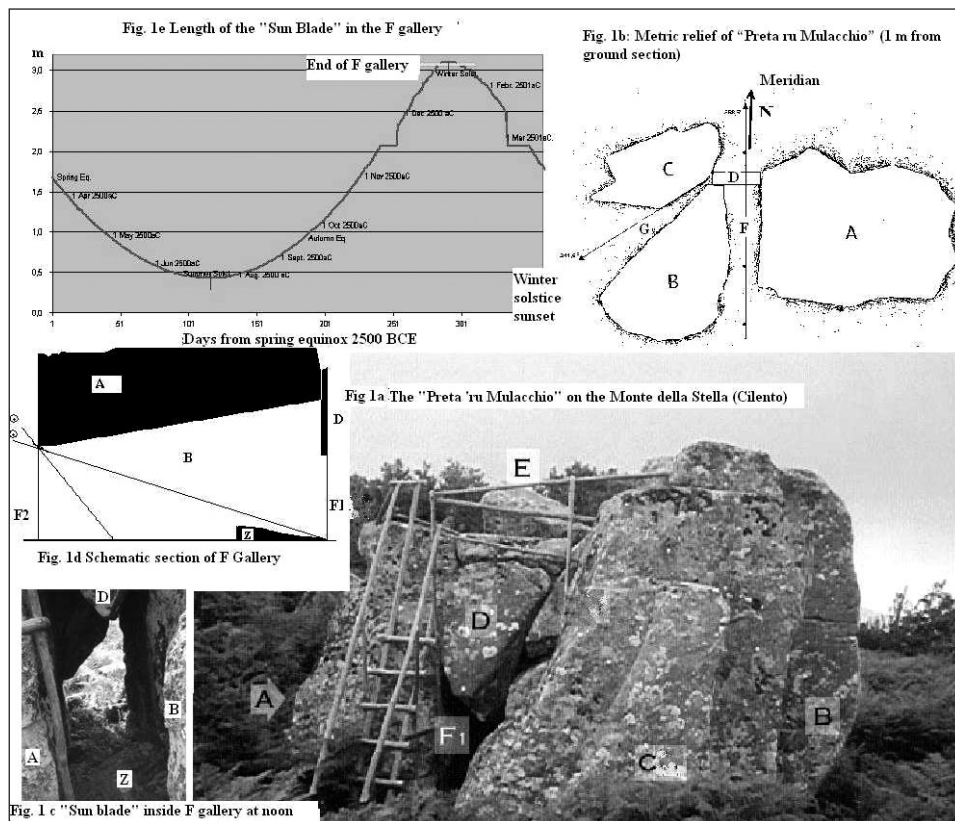 Fig. 1e Length of the "Sun Blade" in the F gallery
m
3,0
2,5
2,0
1,5
1,0
0,5
0,0
End of F gallery
Winter Solst
1 Febr. 2501aC
1 Dec 2500 aC
1 Mar 2501aC
Spring Eq.
1 Apr 2500aC
1 Nov 2500aC
1 May 2500aC
1 Oct 2500aC
Autumn Eq
1 Jun 2500aC
Sept. 2500aC
1 Aug. 2500 aC
1
51
101
151
201
251
301
Days from spring equinox 2500 BCE
Winter
solstice
sunset
Fig. 1b: Metric relief of “Preta ru Mulacchio” (1 m from
ground section)
Meridian
N
C
D
G
F
A
B
A
D
B
F2
F1
Z
Fig. 1d Schematic section of F Gallery
Fig 1a The "Preta 'ru Mulacchio" on the Monte della Stella (Cilento)
E
D
A
F1
C
B
D
A
B
Z
Fig. 1 c "Sun blade" inside F gallery at noon